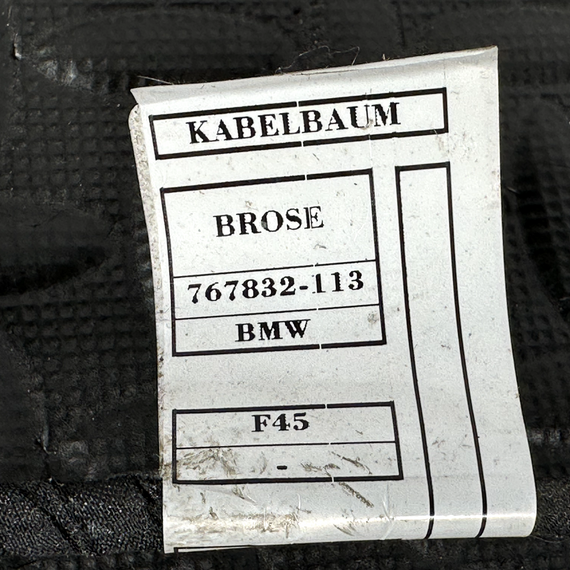 KABELBAUM
BROSE
767832-113
BMW
F45
-